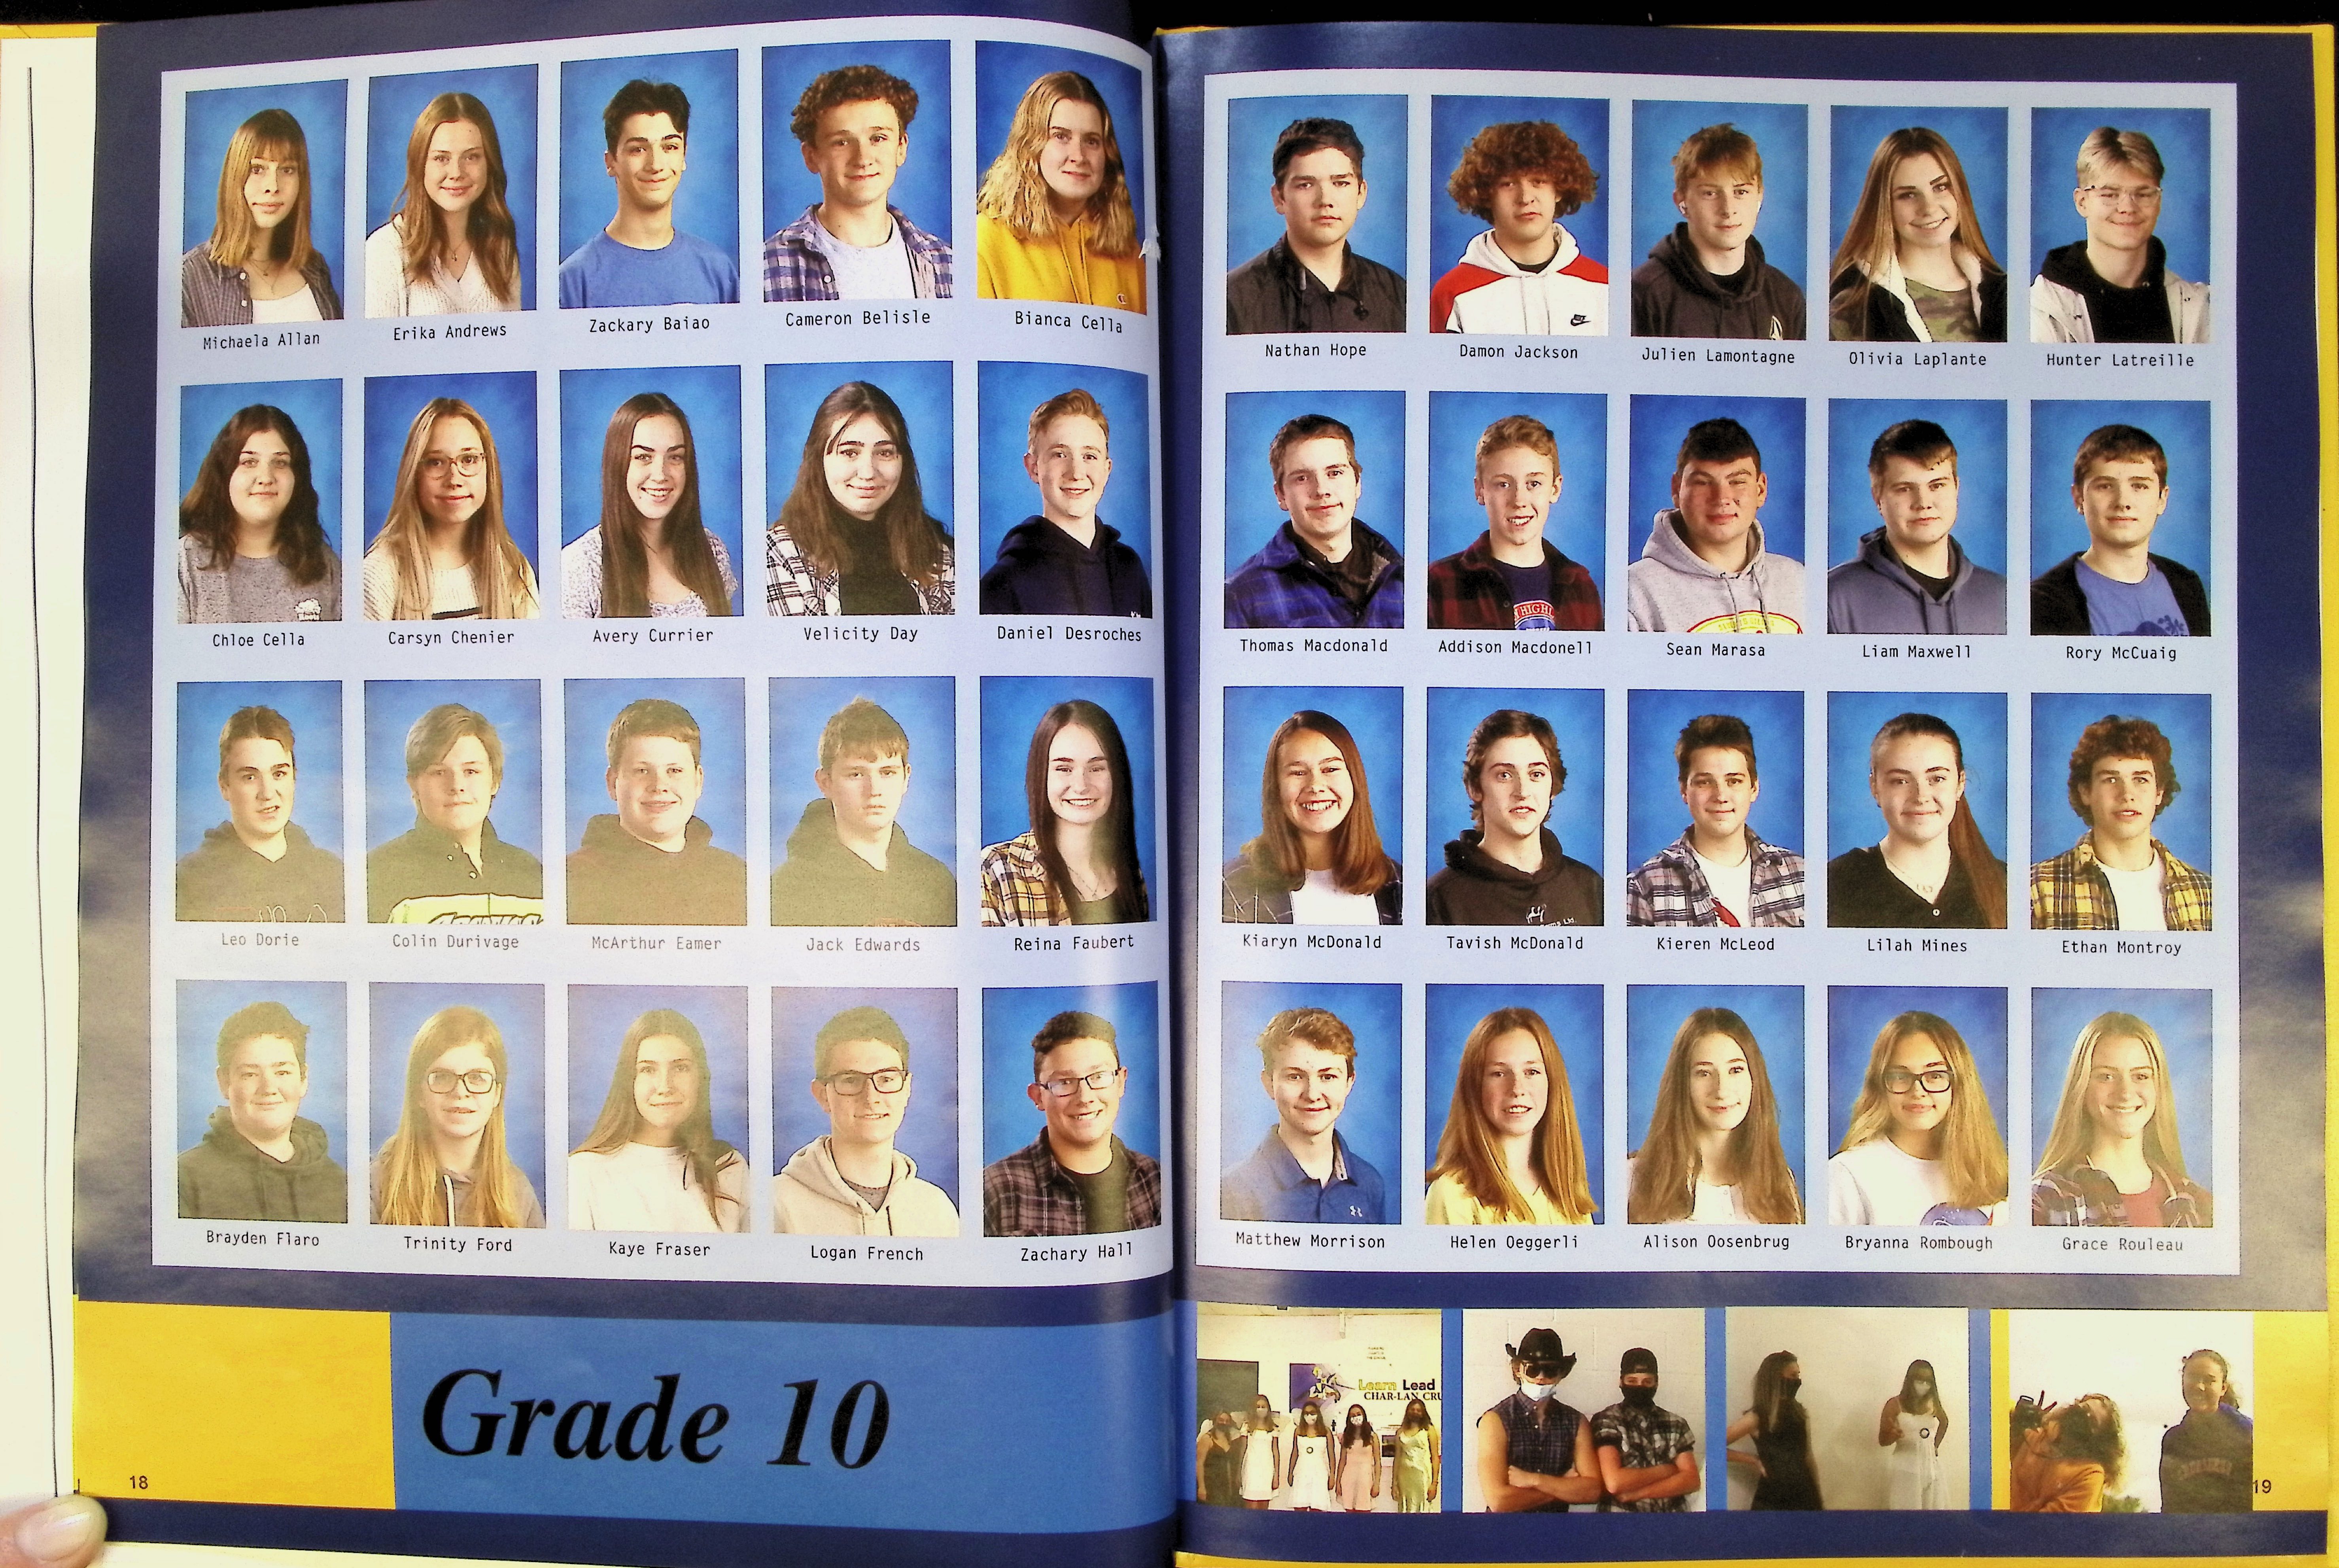 Michaela Allan
Erika Andrews
Zackary Baiao
Cameron Belisle
Bianca Cella
Chloe Cella
Carsyn Chenier
Avery Currier
Velicity Day
Daniel Desroches
Leo Dorie
Colin Durivage
McArthur Eamer
Jack Edwards
Reina Faubert
Brayden Flaro
Trinity Ford
Kaye Fraser
Logan French
Zachary Hall
Grade 10
18
Nathan Hope
Damon Jackson
Julien Lamontagne
Olivia Laplante
Hunter Latreille
HIGH
Thomas Macdonald
Addison Macdonell
Sean Marasa
Liam Maxwell
Rory McCuaig
Kiaryn McDonald
Tavish McDonald
Kieren McLeod
Lilah Mines
Ethan Montroy
Matthew Morrison
Helen Oeggerli
Alison Oosenbrug
Bryanna Rombough
Grace Rouleau
Learn Lead
CHAR-LAN CRU
19